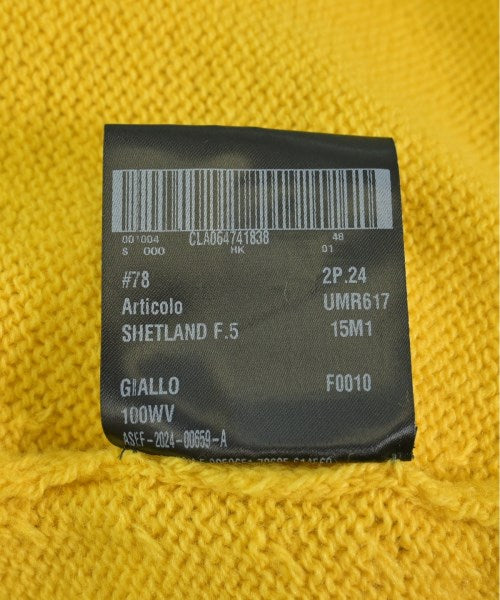 00'004 CLA064741838 48
S 000 HK 01
#78 2P.24
Articolo UMR617
SHETLAND F.5 15M1
GIALLO F0010
100WV
ASEF-2024-00659-A